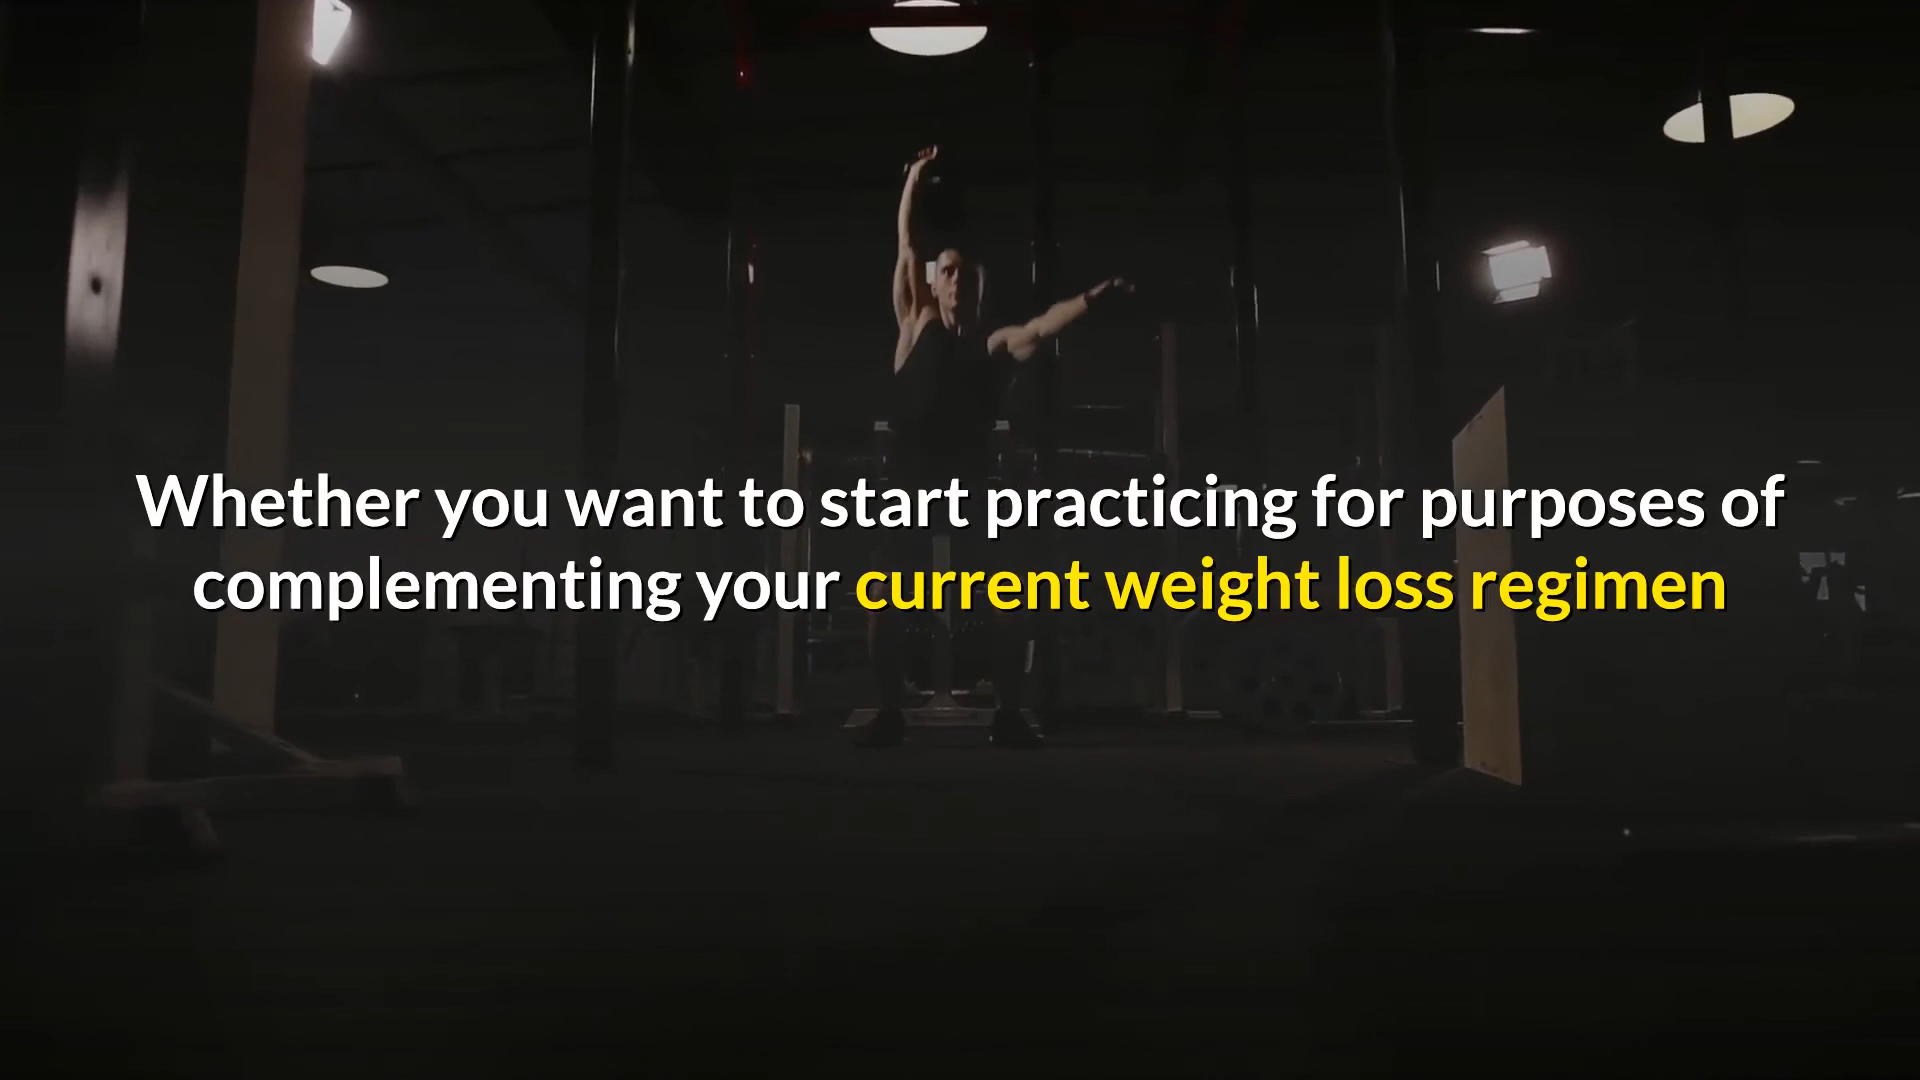 Whether you want to start practicing for purposes of
complementing your current weight loss regimen